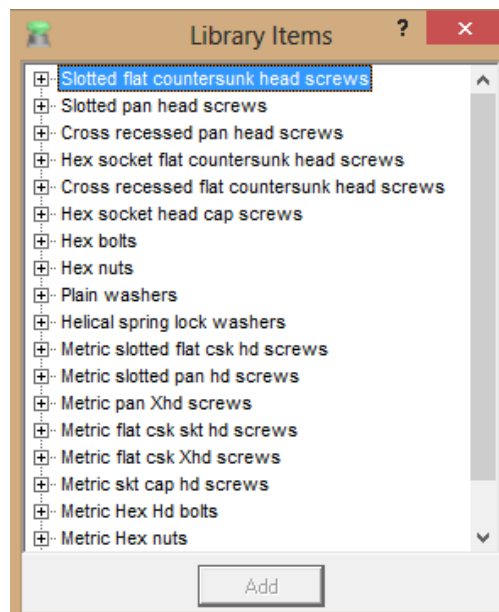 Library Items ?
Slotted flat countersunk head screws
Slotted pan head screws
Cross recessed pan head screws
Hex socket flat countersunk head screws
Cross recessed flat countersunk head screws
Hex socket head cap screws
Hex bolts
Hex nuts
Plain washers
Helical spring lock washers
Metric slotted flat csk hd screws
Metric slotted pan hd screws
Metric pan Xhd screws
Metric flat csk skt hd screws
Metric flat csk Xhd screws
Metric skt cap hd screws
Metric Hex Hd bolts
Metric Hex nuts
Add